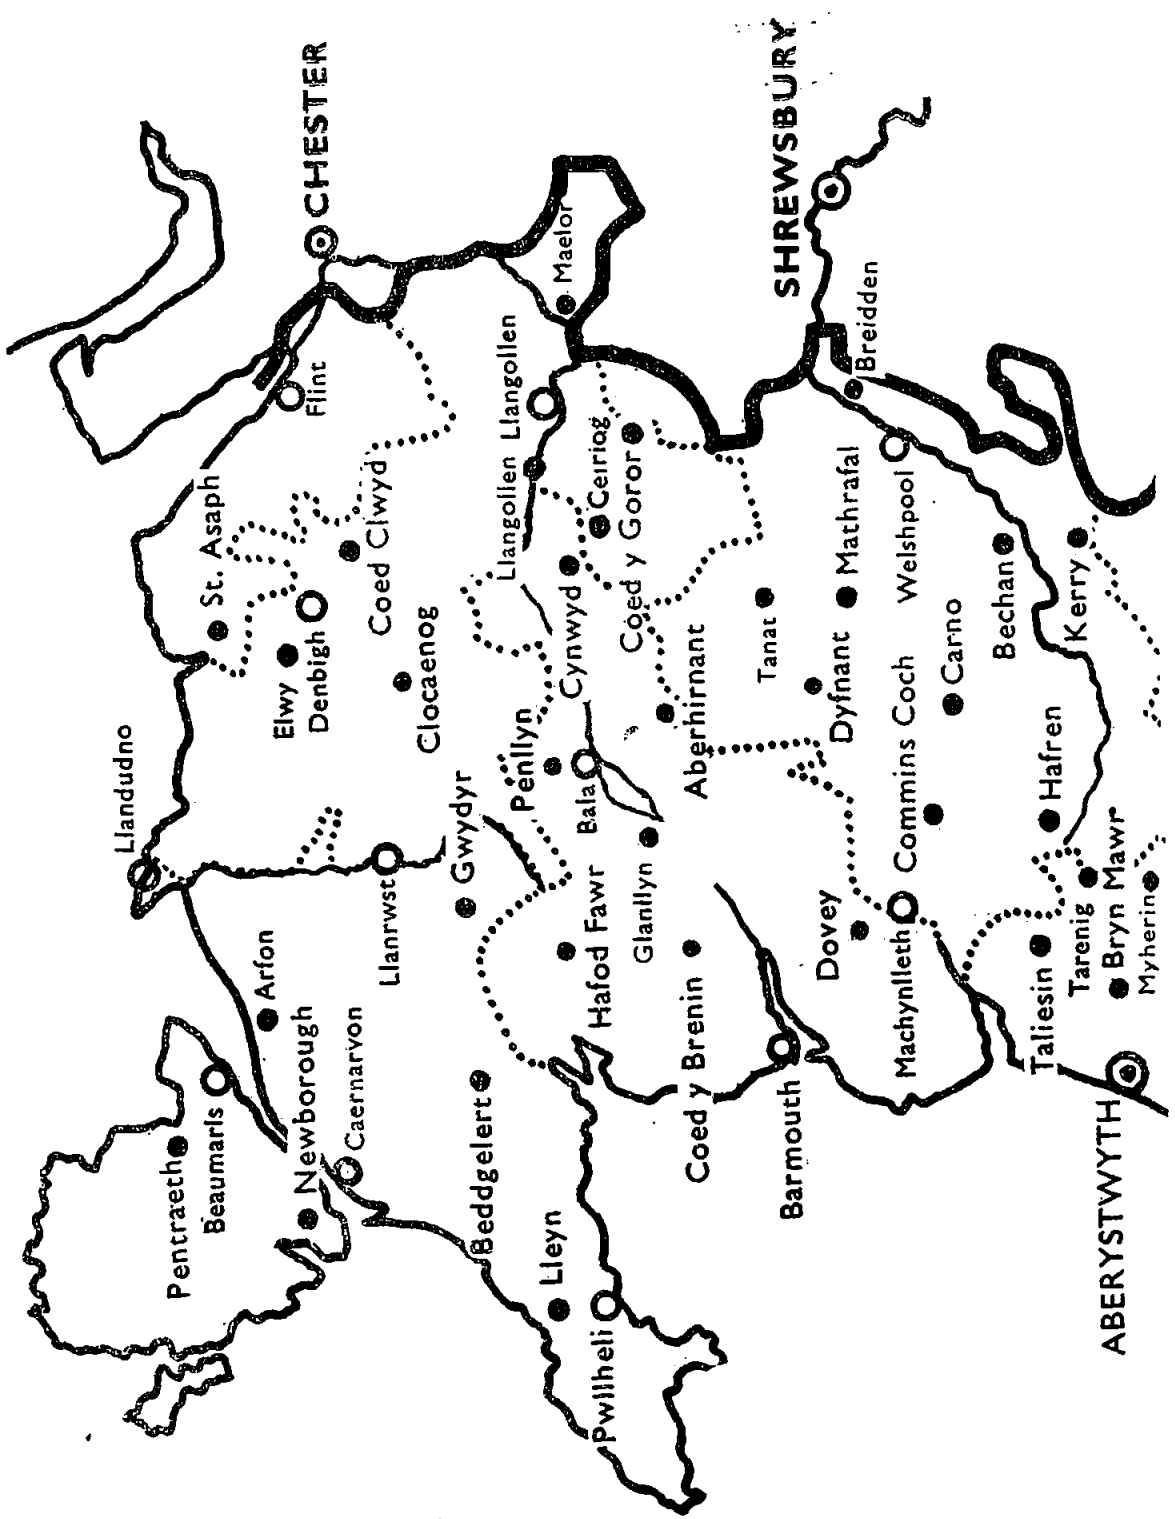 Llandudno
CHESTER
St. Asaph
Flint
Elwy
Denbigh
Arfon
Pentraeth
Beaumaris
Newborough
Caernarvon
Llanrwst
Coed Clwyd
Clocaenog
Gwydyr
Beddgelert
Llangollen
Llangollen
Maelor
Penllyn
Cynwyd
Ceiriog
Coed y Goror
Bala
Hafod Fawr
Glanllyn
Lleyn
Pwllheli
Aberhirnant
Coed y Brenin
Barmouth
Tanat
SHREWSBURY
Breidden
Dyfnant
Mathrafal
Welshpool
Dovey
Machynlleth
Commins Coch
Carno
Bechan
Kerry
Hafren
Taliesin
Tarenig
Bryn Mawr
Myherin
ABERYSTWYTH